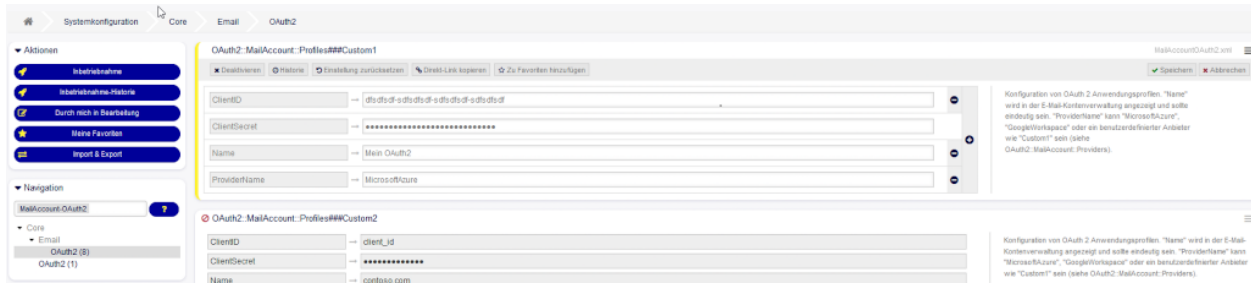 Systemkonfiguration
Core
Email
OAuth2
Aktionen
Inbetriebnahme
Inbetriebnahme-Historie
Durch mich in Bearbeitung
Meine Favoriten
Import & Export
Navigation
MailAccount-OAuth2
?
Core
Email
OAuth2 (8)
OAuth2 (1)
OAuth2::MailAccount::Profiles###Custom1
MailAccountOAuth2.xml
Deaktivieren Historie Einstellung zurücksetzen Direkt-Link kopieren Zu Favoriten hinzufügen
Speichern Abbrechen
ClientID → dfsdfsdf-sdfsdfsdf-sdfsdfsdf-sdfsdfsdf
ClientSecret → ••••••••••••••••••••••••••••
Name → Mein OAuth2
ProviderName → MicrosoftAzure
Konfiguration von OAuth 2 Anwendungsprofilen. "Name"
wird in der E-Mail-Kontenverwaltung angezeigt und sollte
eindeutig sein. "ProviderName" kann "MicrosoftAzure",
"GoogleWorkspace" oder ein benutzerdefinierter Anbieter
wie "Custom1" sein (siehe
OAuth2::MailAccount::Providers).
OAuth2::MailAccount::Profiles###Custom2
ClientID → client_id
ClientSecret → •••••••••••••
Name → contoso.com
Konfiguration von OAuth 2 Anwendungsprofilen. "Name" wird in der E-Mail-
Kontenverwaltung angezeigt und sollte eindeutig sein. "ProviderName" kann
"MicrosoftAzure", "GoogleWorkspace" oder ein benutzerdefinierter Anbieter
wie "Custom1" sein (siehe OAuth2::MailAccount::Providers).